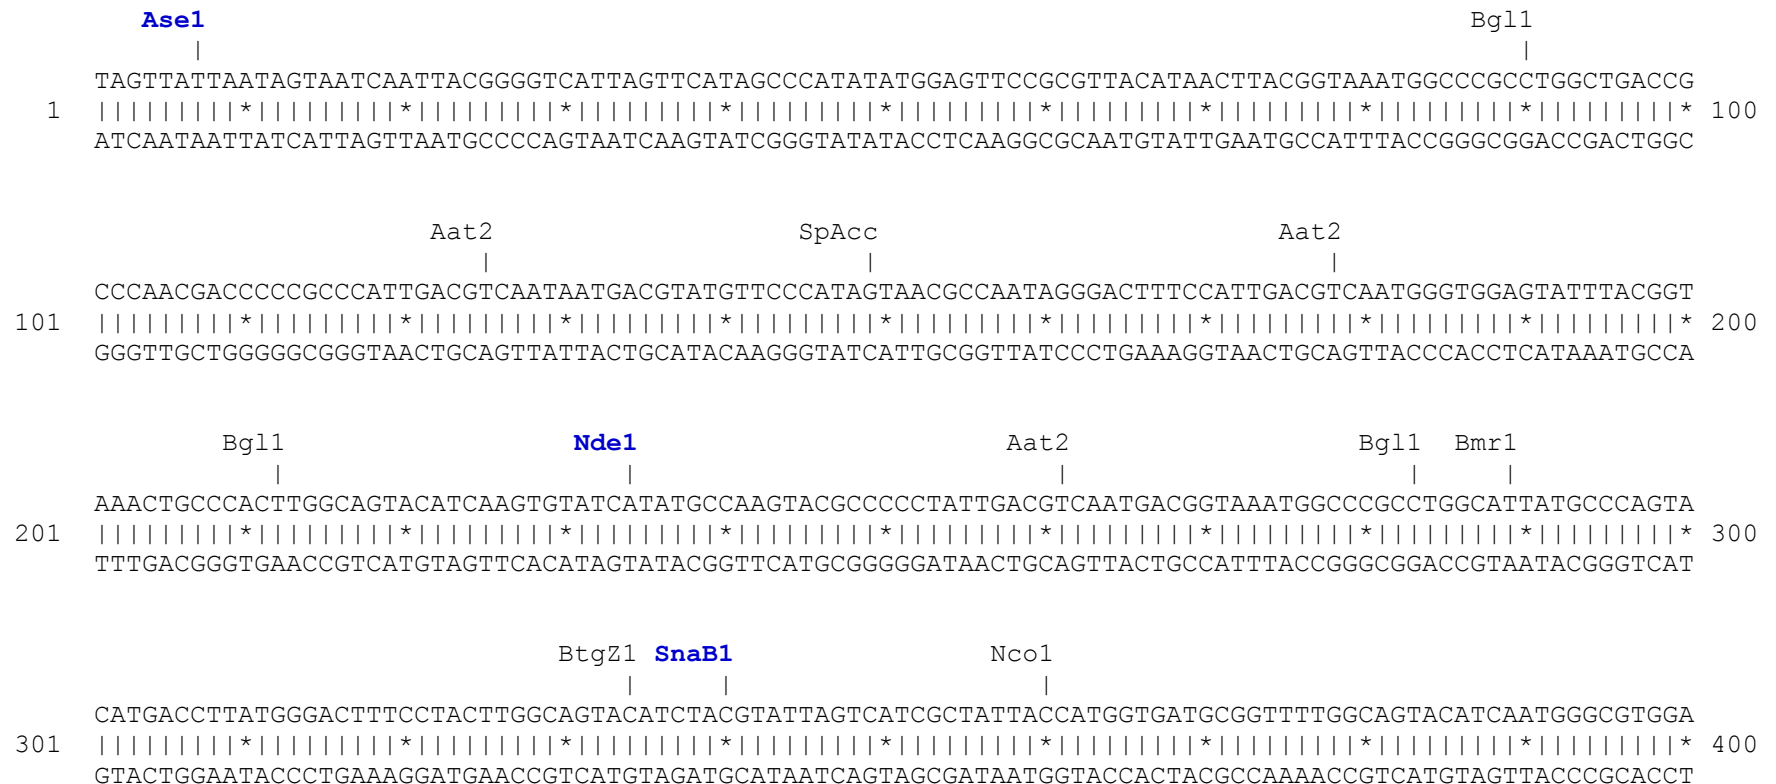 Ase1 Bgl1
| |
TAGTTATTAATAGTAATCAATTACGGGGTCATTAGTTCATAGCCCATATATGGAGTTCCGCGTTACATAACTTACGGTAAATGGCCCGCCTGGCTGACCG
1 |||||||||*|||||||||*|||||||||*|||||||||*|||||||||*|||||||||*|||||||||*|||||||||*|||||||||*|||||||||* 100
ATCAATAATTATCATTAGTTAATGCCCCAGTAATCAAGTATCGGGTATATACCTCAAGGCGCAATGTATTGAATGCCATTTACCGGGCGGACCGACTGGC
Aat2 SpAcc Aat2
| | |
CCCAACGACCCCCGCCCATTGACGTCAATAATGACGTATGTTCCCATAGTAACGCCAATAGGGACTTTCCATTGACGTCAATGGGTGGAGTATTTACGGT
101 |||||||||*|||||||||*|||||||||*|||||||||*|||||||||*|||||||||*|||||||||*|||||||||*|||||||||*|||||||||* 200
GGGTTGCTGGGGGCGGGTAACTGCAGTTATTACTGCATACAAGGGTATCATTGCGGTTATCCCTGAAAGGTAACTGCAGTTACCCACCTCATAAATGCCA
Bgl1 Nde1 Aat2 Bgl1 Bmr1
| | | | |
AAACTGCCCACTTGGCAGTACATCAAGTGTATCATATGCCAAGTACGCCCCCTATTGACGTCAATGACGGTAAATGGCCCGCCTGGCATTATGCCCAGTA
201 |||||||||*|||||||||*|||||||||*|||||||||*|||||||||*|||||||||*|||||||||*|||||||||*|||||||||*|||||||||* 300
TTTGACGGGTGAACCGTCATGTAGTTCACATAGTATACGGTTCATGCGGGGGATAACTGCAGTTACTGCCATTTACCGGGCGGACCGTAATACGGGTCAT
BtgZ1 SnaB1 Nco1
| | |
CATGACCTTATGGGACTTTCCTACTTGGCAGTACATCTACGTATTAGTCATCGCTATTACCATGGTGATGCGGTTTTGGCAGTACATCAATGGGCGTGGA
301 |||||||||*|||||||||*|||||||||*|||||||||*|||||||||*|||||||||*|||||||||*|||||||||*|||||||||*|||||||||* 400
GTACTGGAATACCCTGAAAGGATGAACCGTCATGTAGATGCATAATCAGTAGCGATAATGGTACCACTACGCCAAAACCGTCATGTAGTTACCCGCACCT